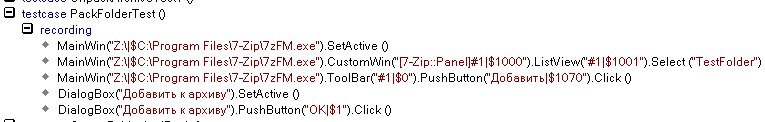 testcase PackFolderTest ()
recording
MainWin("Z:\|$C:\Program Files\7-Zip\7zFM.exe").SetActive ()
MainWin("Z:\|$C:\Program Files\7-Zip\7zFM.exe").CustomWin("[7-Zip::Panel]#1|$1000").ListView("#1|$1001").Select ("TestFolder")
MainWin("Z:\|$C:\Program Files\7-Zip\7zFM.exe").ToolBar("#1|$0").PushButton("Добавить|$1070").Click ()
DialogBox("Добавить к архиву").SetActive ()
DialogBox("Добавить к архиву").PushButton("OK|$1").Click ()